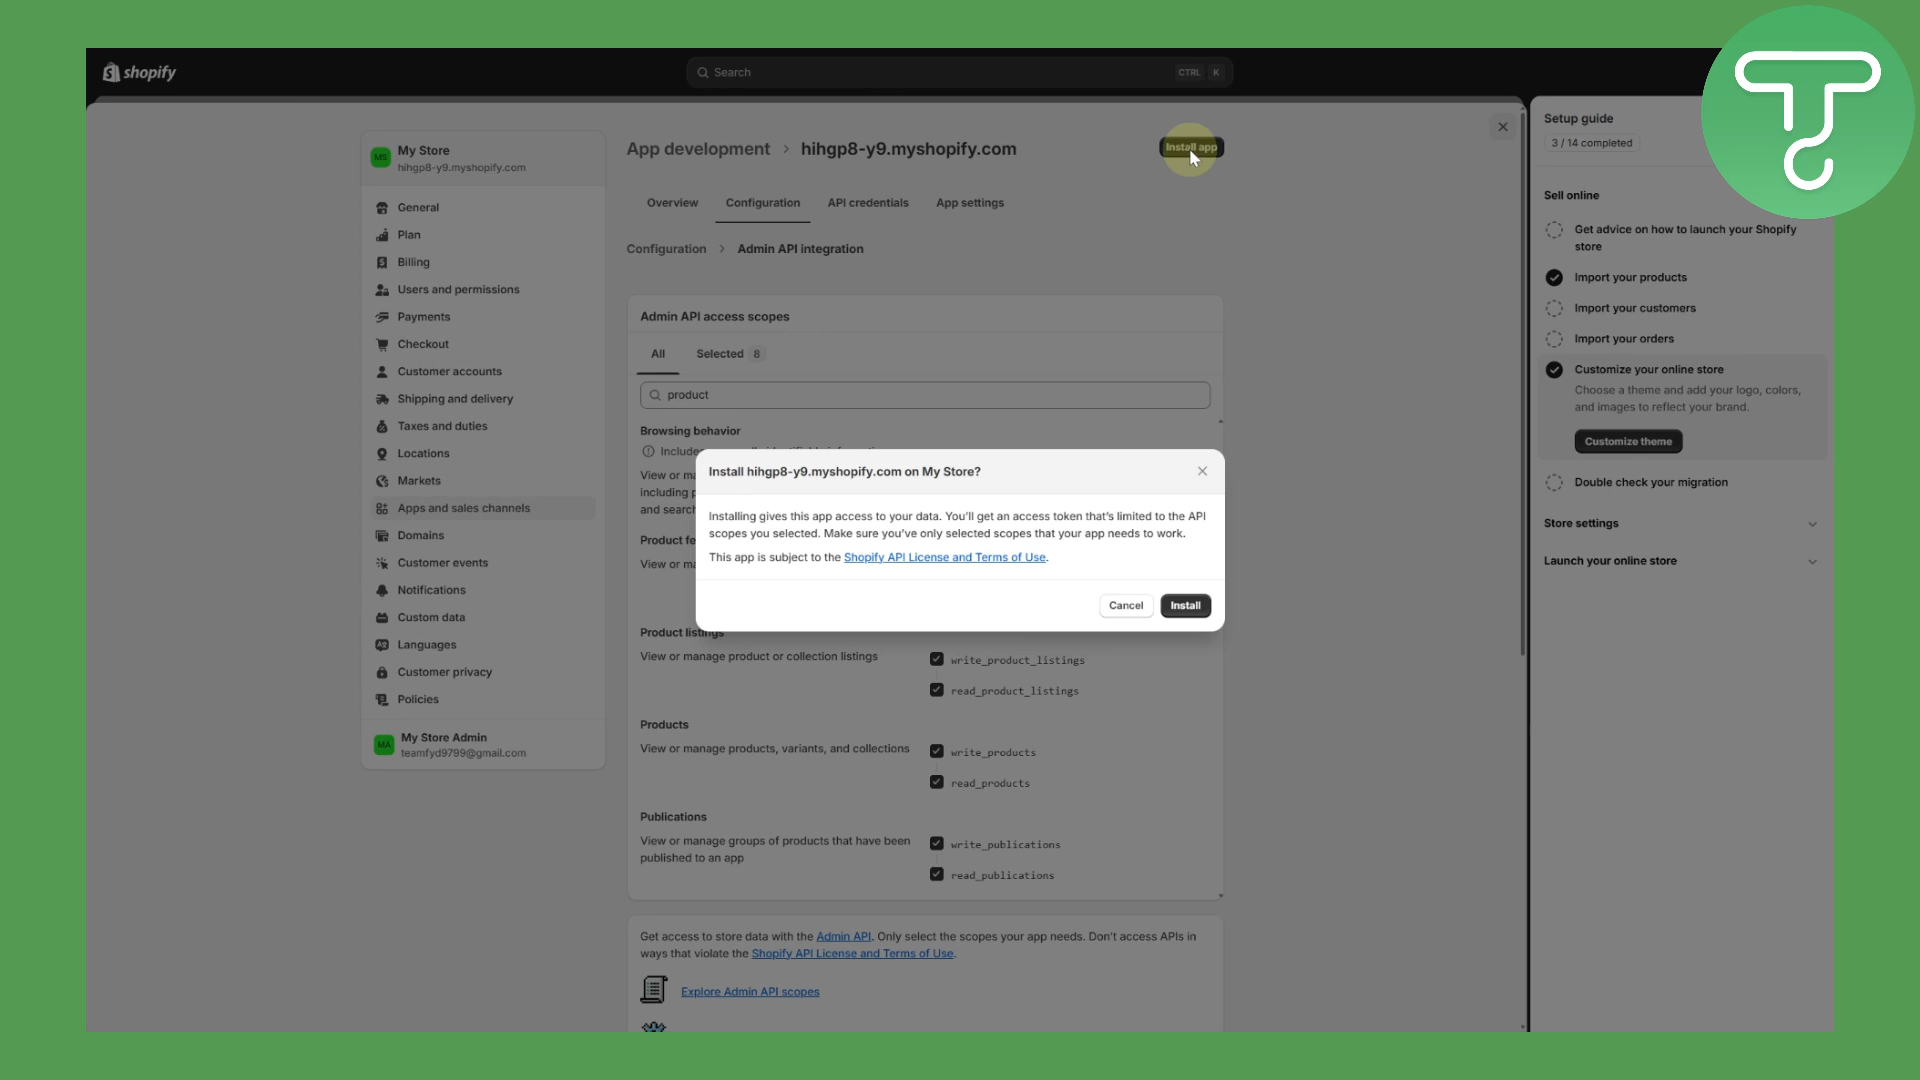 shopify
Search
CTRL K
My Store
hihgp8-y9.myshopify.com
General
Plan
Billing
Users and permissions
Payments
Checkout
Customer accounts
Shipping and delivery
Taxes and duties
Locations
Markets
Apps and sales channels
Domains
Customer events
Notifications
Custom data
Languages
Customer privacy
Policies
MA
My Store Admin
teamfyd9799@gmail.com
App development > hihgp8-y9.myshopify.com
Install app
Overview Configuration API credentials App settings
Configuration > Admin API integration
Admin API access scopes
All Selected 8
product
Browsing behavior
Include
View or ma
including p
and search
Product fe
View or ma
Install hihgp8-y9.myshopify.com on My Store?
Installing gives this app access to your data. You'll get an access token that's limited to the API
scopes you selected. Make sure you've only selected scopes that your app needs to work.
This app is subject to the Shopify API License and Terms of Use.
Cancel Install
Product listings
View or manage product or collection listings
write_product_listings
read_product_listings
Products
View or manage products, variants, and collections
write_products
read_products
Publications
View or manage groups of products that have been
published to an app
write_publications
read_publications
Get access to store data with the Admin API. Only select the scopes your app needs. Don't access APIs in
ways that violate the Shopify API License and Terms of Use.
Explore Admin API scopes
Setup guide
3 / 14 completed
Sell online
Get advice on how to launch your Shopify
store
Import your products
Import your customers
Import your orders
Customize your online store
Choose a theme and add your logo, colors,
and images to reflect your brand.
Customize theme
Double check your migration
Store settings
Launch your online store